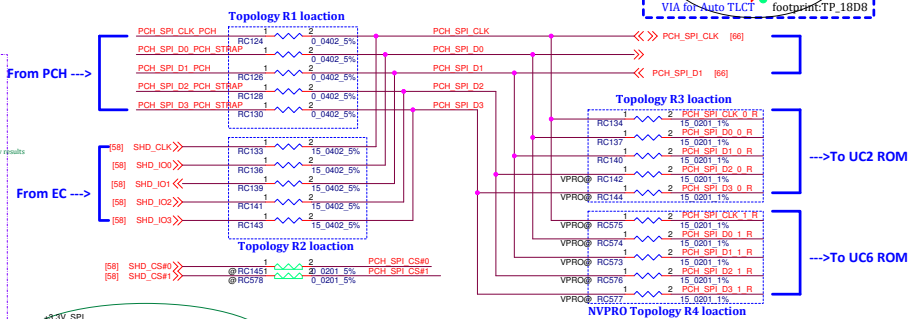 VIA for Auto TLCT footprint:TP_18D8
Topology R1 loaction
PCH_SPI_CLK_PCH 1 2 PCH_SPI_CLK PCH_SPI_CLK [66]
RC124 0_0402_5%
PCH_SPI_D0_PCH_STRAP 1 2 PCH_SPI_D0
0_0402_5%
From PCH --->
PCH_SPI_D1_PCH 1 2 PCH_SPI_D1 PCH_SPI_D1 [66]
RC126 0_0402_5%
PCH_SPI_D2_PCH_STRAP 1 2 PCH_SPI_D2
RC128 0_0402_5%
PCH_SPI_D3_PCH_STRAP 1 2 PCH_SPI_D3
RC130 0_0402_5%
Topology R3 loaction
1 2 PCH_SPI_CLK_0_R
RC134 15_0201_1%
1 2 PCH_SPI_D0_0_R
RC137 15_0201_1%
1 2 PCH_SPI_D1_0_R
RC140 15_0201_1%
--->To UC2 ROM
1 2 PCH_SPI_D2_0_R
VPRO@ RC142 15_0201_1%
1 2 PCH_SPI_D3_0_R
VPRO@ RC144 15_0201_1%
results
[58] SHD_CLK 1 2
RC133 15_0402_5%
[58] SHD_IO0 1 2
RC136 15_0402_5%
From EC --->
[58] SHD_IO1 1 2
RC139 15_0402_5%
[58] SHD_IO2 1 2
RC141 15_0402_5%
[58] SHD_IO3 1 2
RC143 15_0402_5%
Topology R2 loaction
[58] SHD_CS#0 1 2 PCH_SPI_CS#0
@ RC1451 0_0201_5%
[58] SHD_CS#1 2 PCH_SPI_CS#1
@ RC578 0_0201_5%
1 2 PCH_SPI_CLK_1_R
VPRO@ RC575 15_0201_1%
1 2 PCH_SPI_D0_1_R
VPRO@ RC574 15_0201_1%
1 2 PCH_SPI_D1_1_R
VPRO@ RC573 15_0201_1%
--->To UC6 ROM
1 2 PCH_SPI_D2_1_R
VPRO@ RC576 15_0201_1%
1 2 PCH_SPI_D3_1_R
VPRO@ RC577 15_0201_1%
NVPRO Topology R4 loaction
+3.3V_SPI